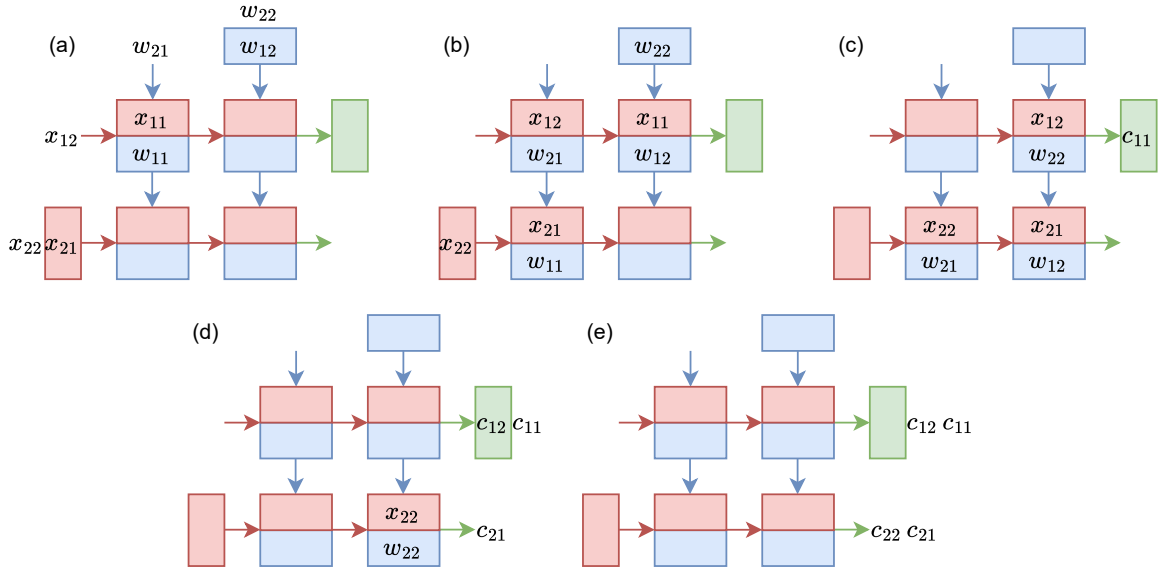 w₂₂
(a) w₂₁ w₁₂ (b) w₂₂ (c)
x₁₁ x₁₂ x₁₁ x₁₂
x₁₂ c₁₁
w₁₁ w₂₁ w₁₂ w₂₂
x₂₁ x₂₂ x₂₁
x₂₂ x₂₁ x₂₂
w₁₁ w₂₁ w₁₂
(d) (e)
c₁₂ c₁₁ c₁₂ c₁₁
x₂₂
c₂₁ c₂₂ c₂₁
w₂₂